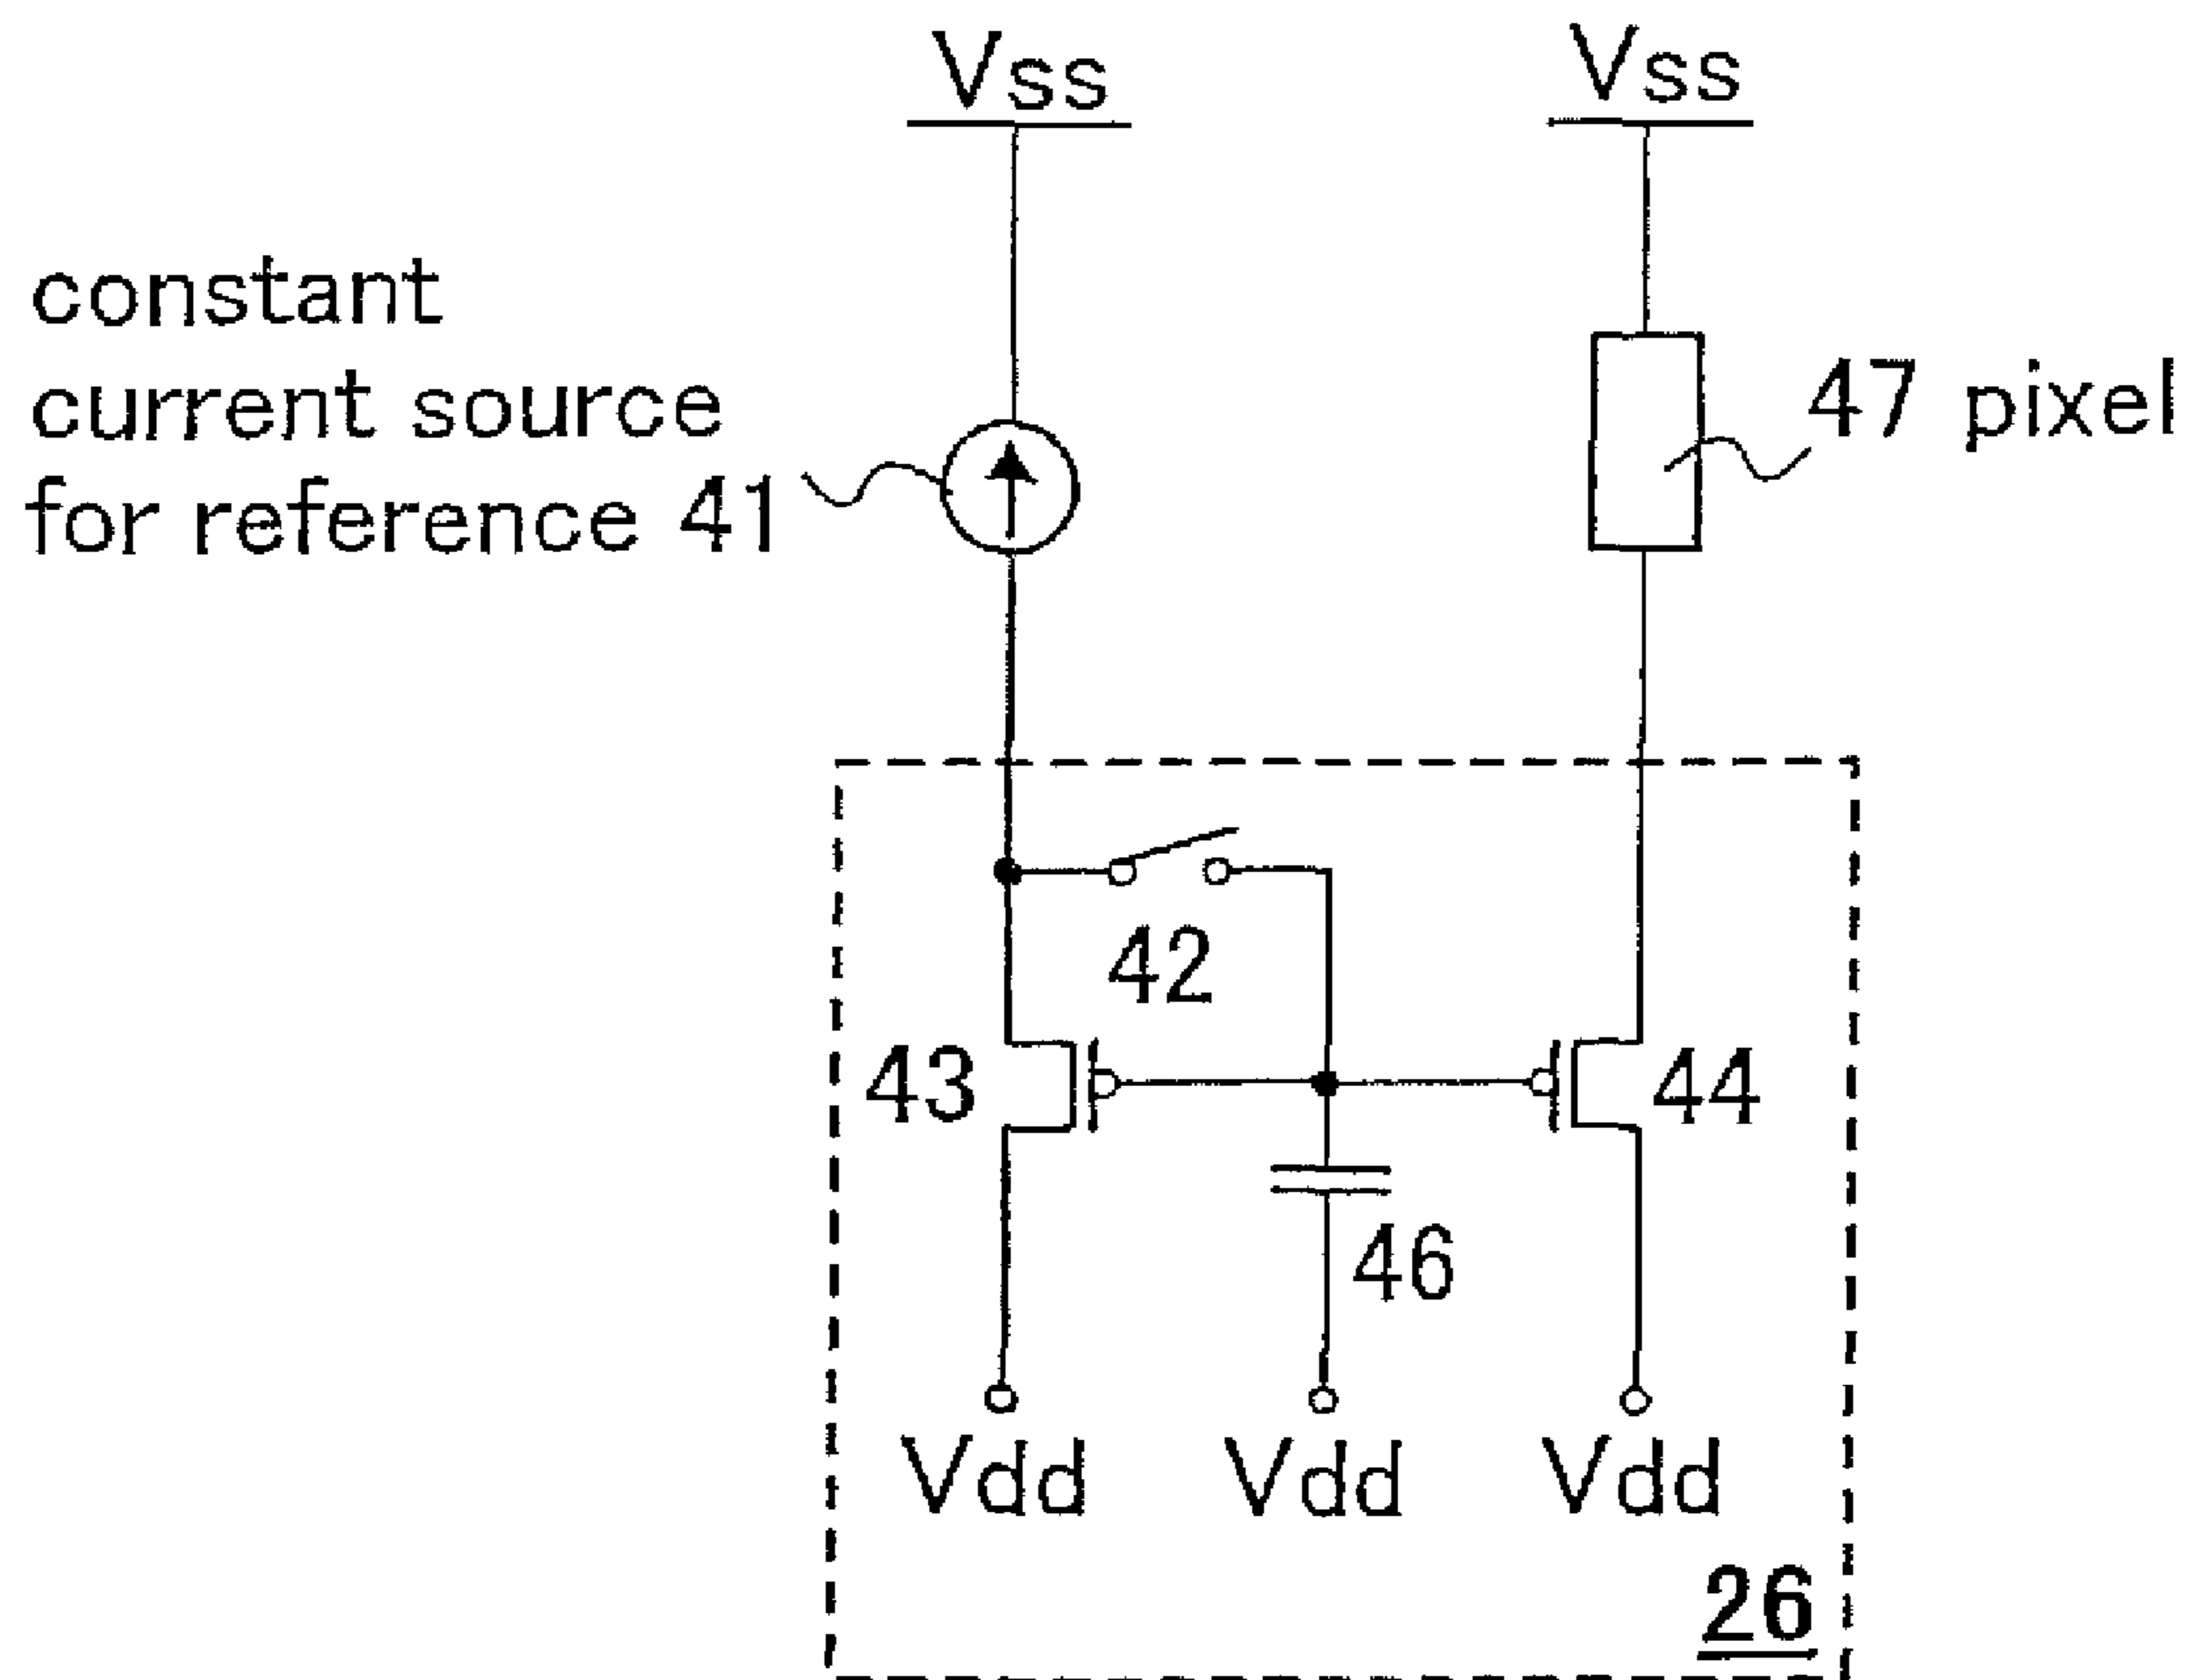 Vss
Vss
constant
current source
for reference 41
47 pixel
42
43
44
46
Vdd
Vdd
Vdd
26